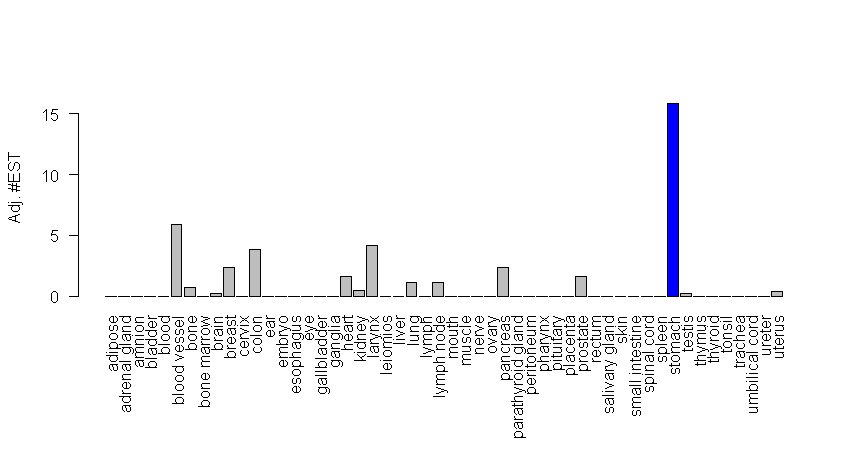 Adj. #EST
15
10
5
0
adipose
adrenal gland
amnion
bladder
blood
blood vessel
bone
bone marrow
brain
breast
cervix
colon
ear
embryo
esophagus
eye
gallbladder
ganglia
heart
kidney
larynx
leiomios
liver
lung
lymph
lymph node
mouth
muscle
nerve
ovary
pancreas
parathyroid gland
peritoneum
pharynx
pituitary
placenta
prostate
rectum
salivary gland
skin
small intestine
spinal cord
spleen
stomach
testis
thymus
thyroid
tonsil
trachea
umbilical cord
ureter
uterus